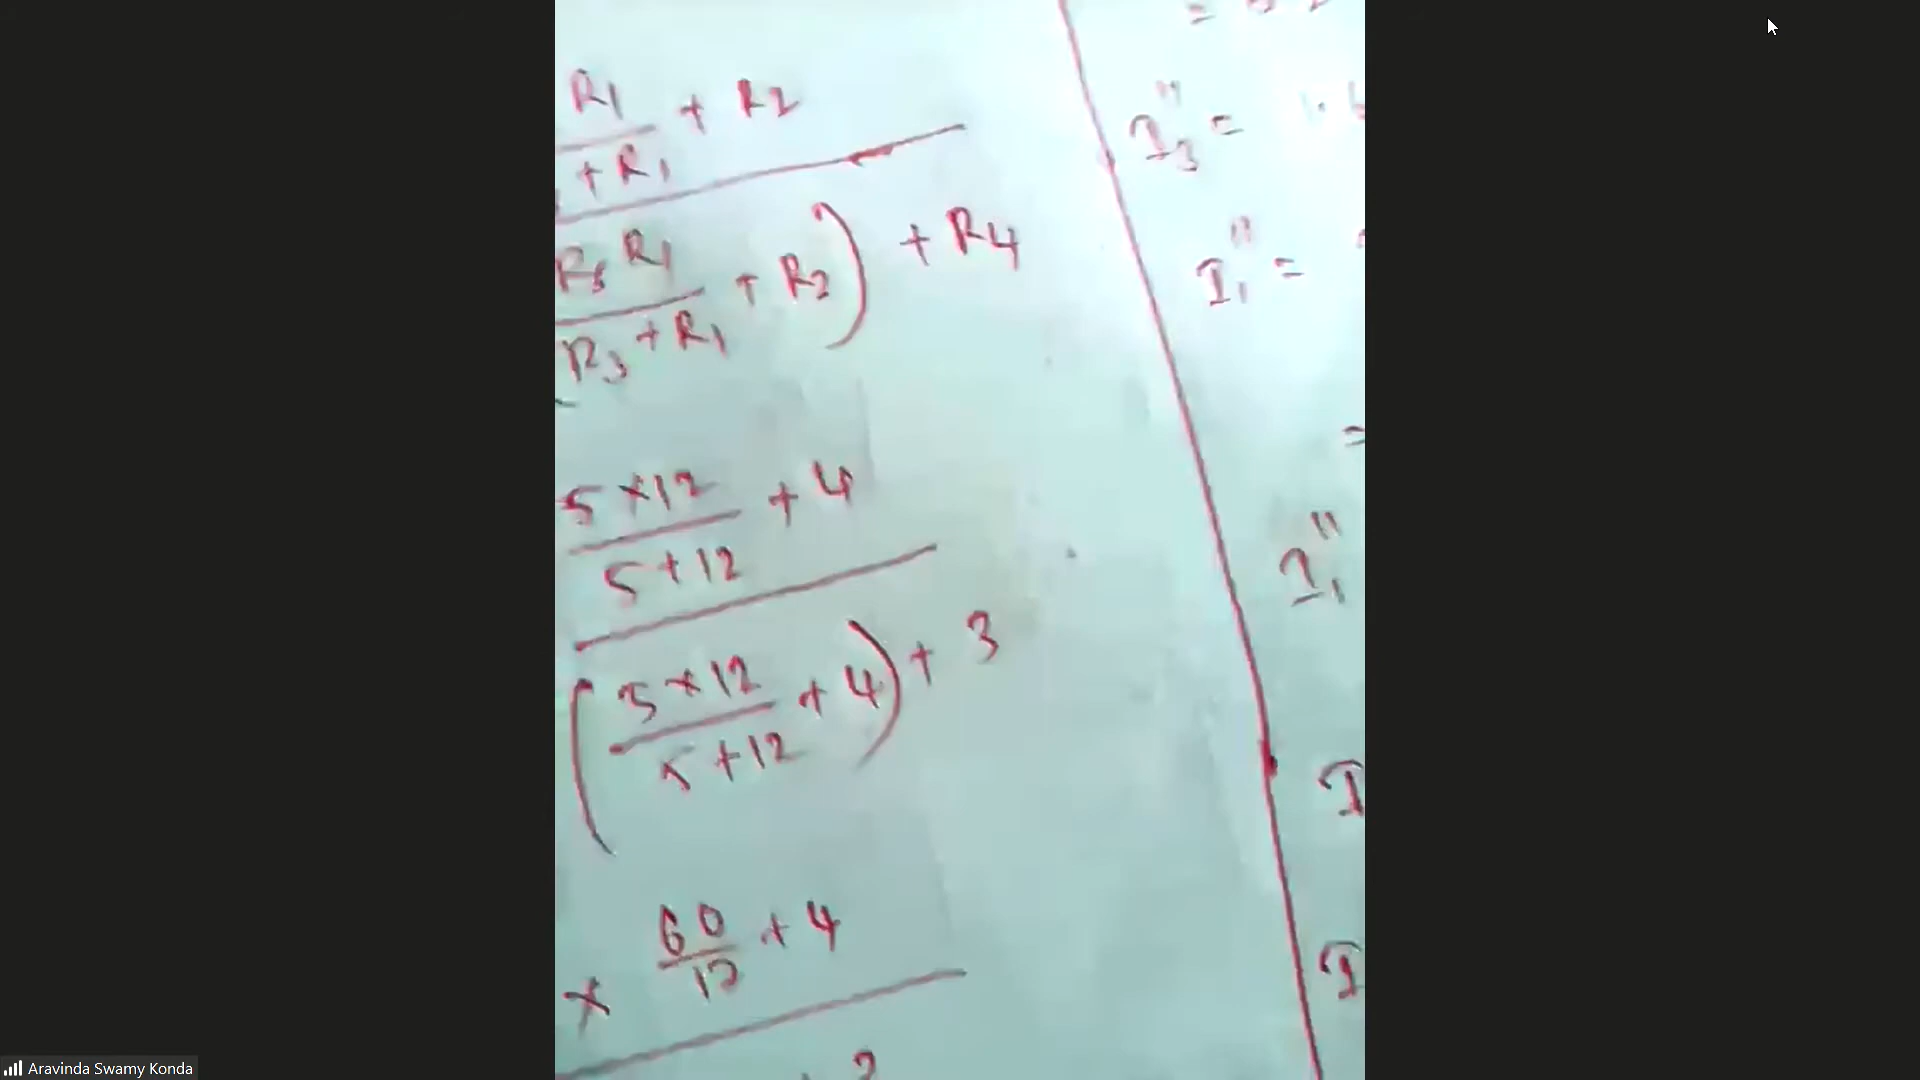 R1 + R2
+ R1
R3 R1 + R2) + R4
R3 + R1
5 × 12 + 4
5 + 12
(5 × 12 + 4) + 3
5 + 12
× 60 + 4
17
I3'' =
I1'' =
=
I1''
I
I
Aravinda Swamy Konda